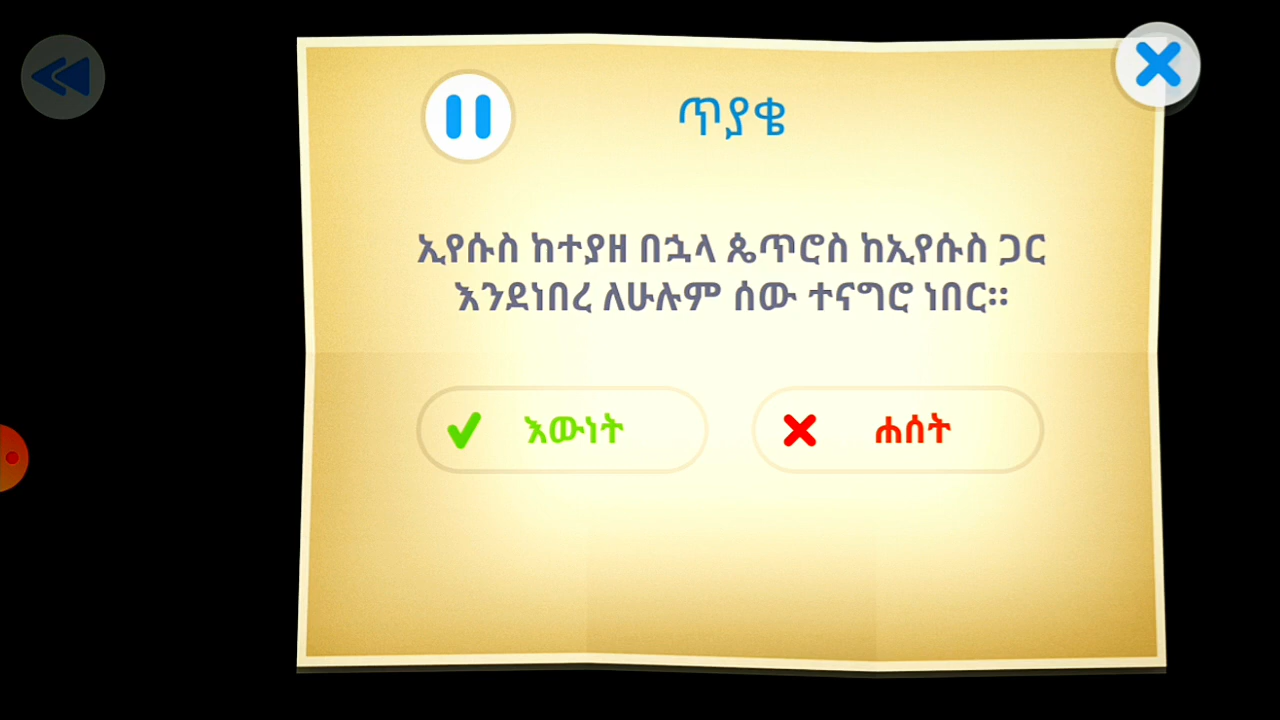 ጥያቄ
ኢየሱስ ከተያዘ በኋላ ጴጥሮስ ከኢየሱስ ጋር
እንደነበረ ለሁሉም ሰው ተናግሮ ነበር።
እውነት
ሐሰት